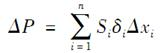 ΔP = ∑_{i = 1}^{n} S_i δ_i Δx_i